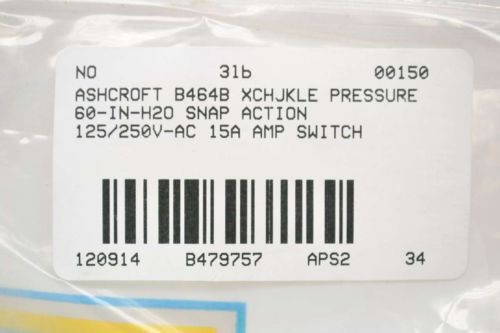 NO 3lb 00150
ASHCROFT B464B XCHJKLE PRESSURE
60-IN-H2O SNAP ACTION
125/250V-AC 15A AMP SWITCH
120914 B479757 APS2 34